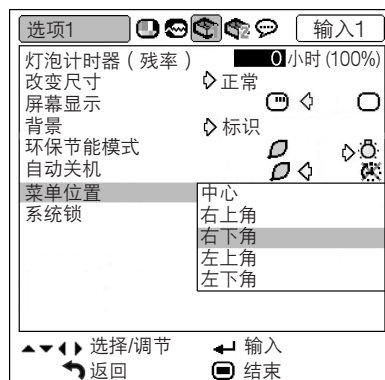 选项1 输入1
灯泡计时器（残率） 0小时(100%)
改变尺寸 正常
屏幕显示
背景 标识
环保节能模式
自动关机
菜单位置 中心
系统锁 右上角
右下角
左上角
左下角
选择/调节 输入
返回 结束